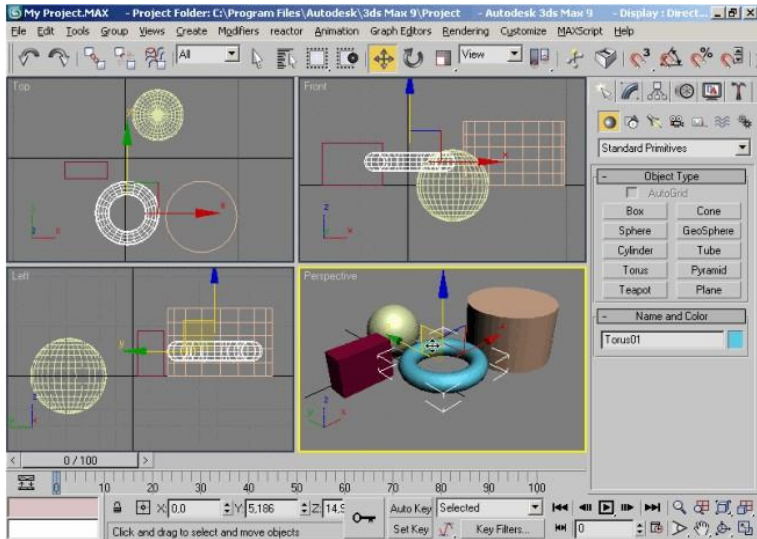 My Project.MAX - Project Folder: C:\Program Files\Autodesk\3ds Max 9\Project - Autodesk 3ds Max 9 - Display : Direct...
File Edit Tools Group Views Create Modifiers reactor Animation Graph Editors Rendering Customize MAXScript Help
All View 3 %
Top Front
Standard Primitives
Object Type
AutoGrid
Box Cone
Sphere GeoSphere
Cylinder Tube
Torus Pyramid
Teapot Plane
Left Perspective
Name and Color
Torus01
0 / 100
0 10 20 30 40 50 60 70 80 90 100
X: 0,0 Y: 5,186 Z: 14,9 Auto Key Selected
Click and drag to select and move objects Set Key Key Filters... 0